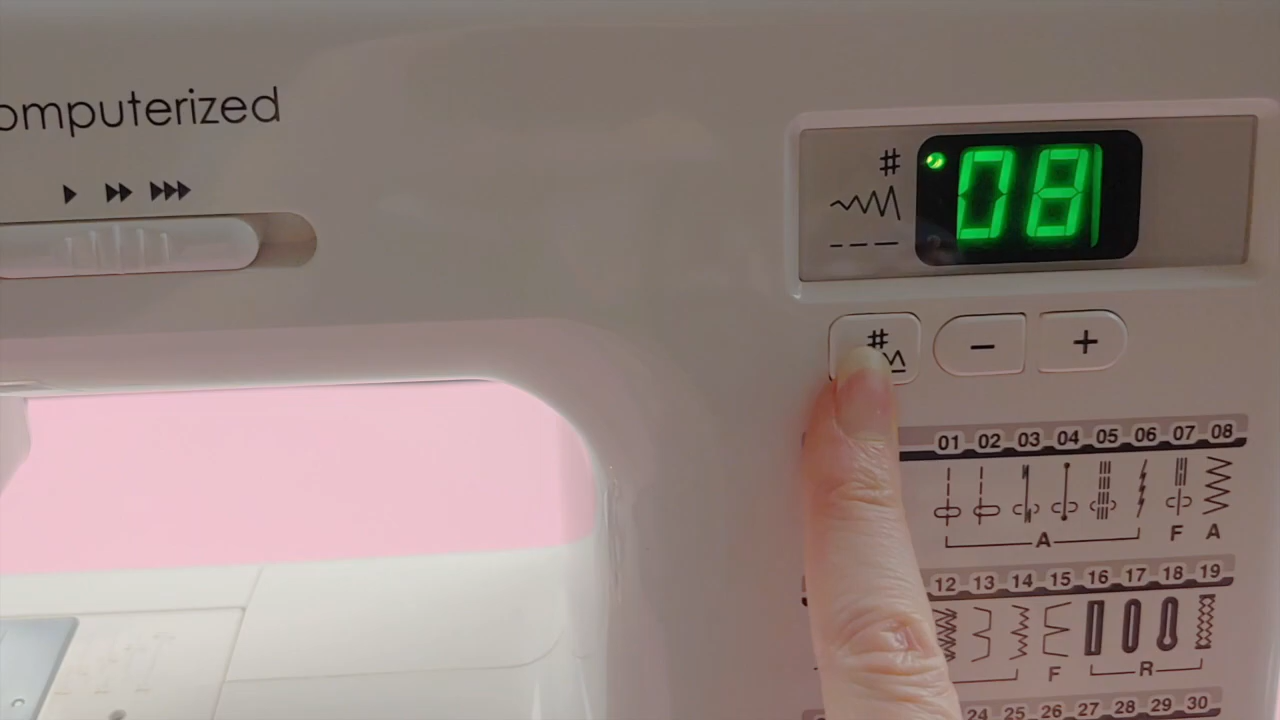 omputerized
#
08
#
− +
01 02 03 04 05 06 07 08
A F A
12 13 14 15 16 17 18 19
F R
24 25 26 27 28 29 30